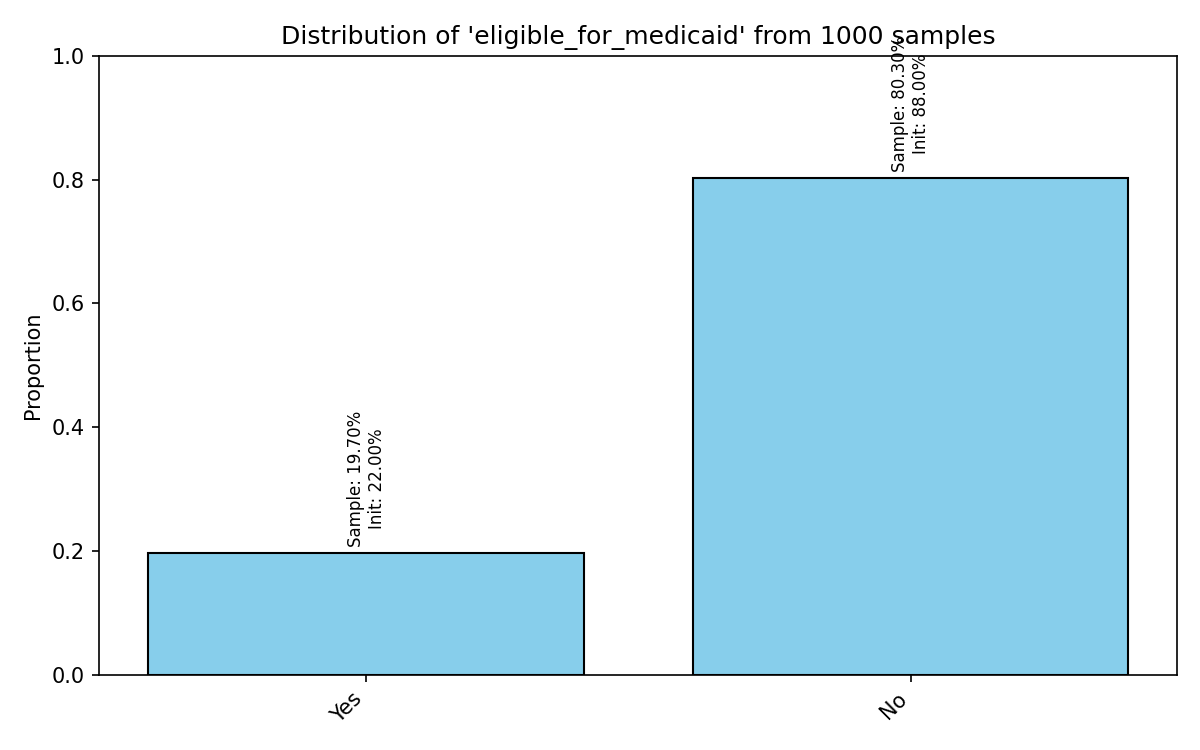 Distribution of 'eligible_for_medicaid' from 1000 samples
Proportion
1.0
0.8
0.6
0.4
0.2
0.0
Sample: 19.70%
Init: 22.00%
Sample: 80.30%
Init: 88.00%
Yes
No